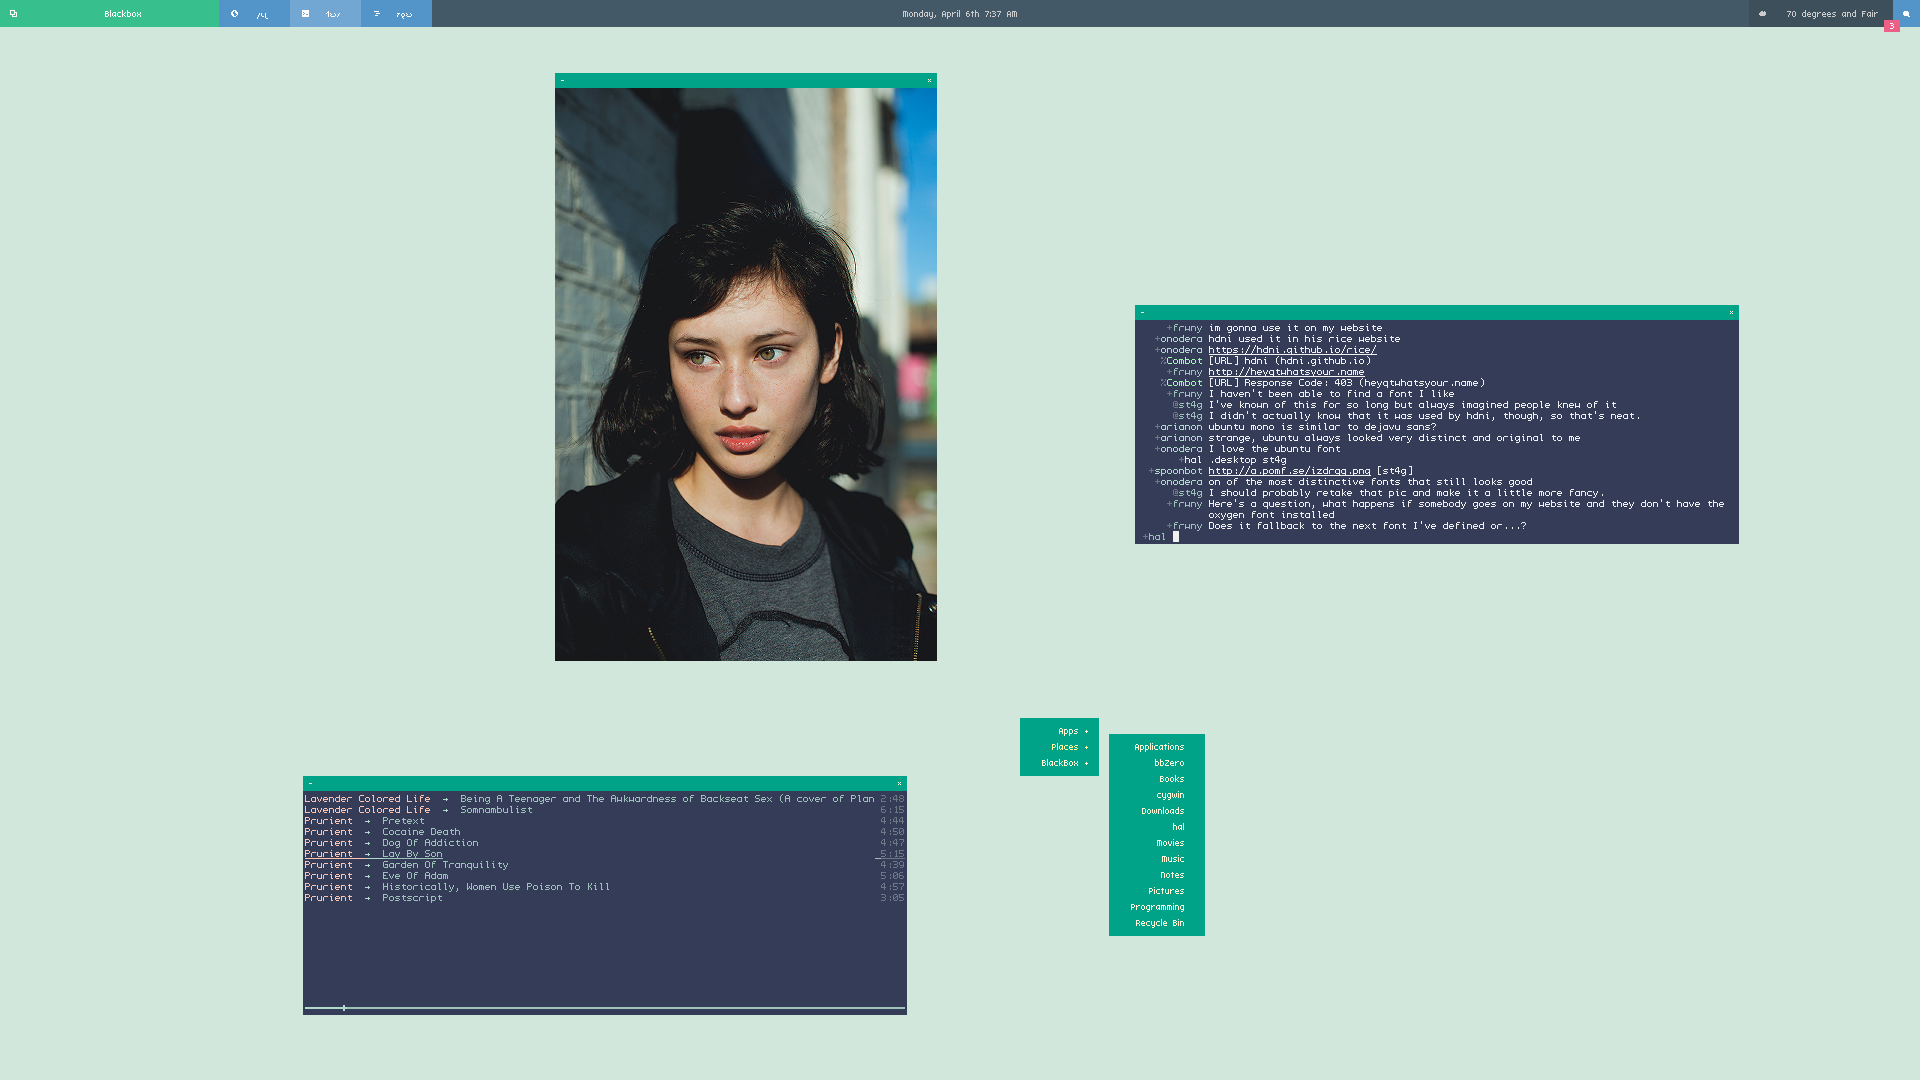 Blackbox
Monday, April 6th 7:37 AM
70 degrees and Fair
3
- ×
- ×
+frwny im gonna use it on my website
+onodera hdni used it in his rice website
+onodera https://hdni.github.io/rice/
%Combot [URL] hdni (hdni.github.io)
+frwny http://heyqtwhatsyour.name
%Combot [URL] Response Code: 403 (heyqtwhatsyour.name)
+frwny I haven't been able to find a font I like
@st4g I've known of this for so long but always imagined people knew of it
@st4g I didn't actually know that it was used by hdni, though, so that's neat.
+arianon ubuntu mono is similar to dejavu sans?
+arianon strange, ubuntu always looked very distinct and original to me
+onodera I love the ubuntu font
+hal .desktop st4g
+spoonbot http://a.pomf.se/izdrqq.png [st4g]
+onodera on of the most distinctive fonts that still looks good
@st4g I should probably retake that pic and make it a little more fancy.
+frwny Here's a question, what happens if somebody goes on my website and they don't have the
oxygen font installed
+frwny Does it fallback to the next font I've defined or...?
+hal
Apps +
Places +
BlackBox +
Applications
bbZero
Books
cygwin
Downloads
hal
Movies
Music
Notes
Pictures
Programming
Recycle Bin
- ×
Lavender Colored Life → Being A Teenager and The Awkwardness of Backseat Sex (A cover of Plan 2:48
Lavender Colored Life → Somnambulist 6:15
Prurient → Pretext 4:44
Prurient → Cocaine Death 4:50
Prurient → Dog Of Addiction 4:47
Prurient → Lay By Son 5:15
Prurient → Garden Of Tranquility 4:39
Prurient → Eve Of Adam 5:06
Prurient → Historically, Women Use Poison To Kill 4:57
Prurient → Postscript 3:05